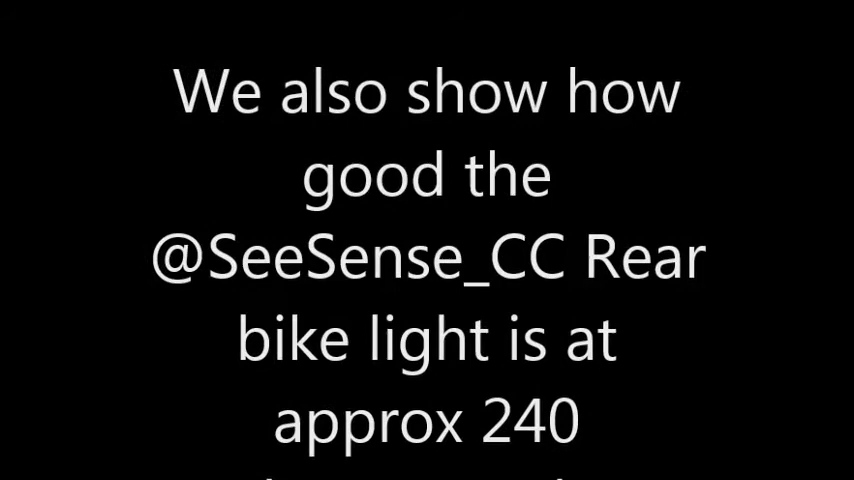 We also show how
good the
@SeeSense_CC Rear
bike light is at
approx 240